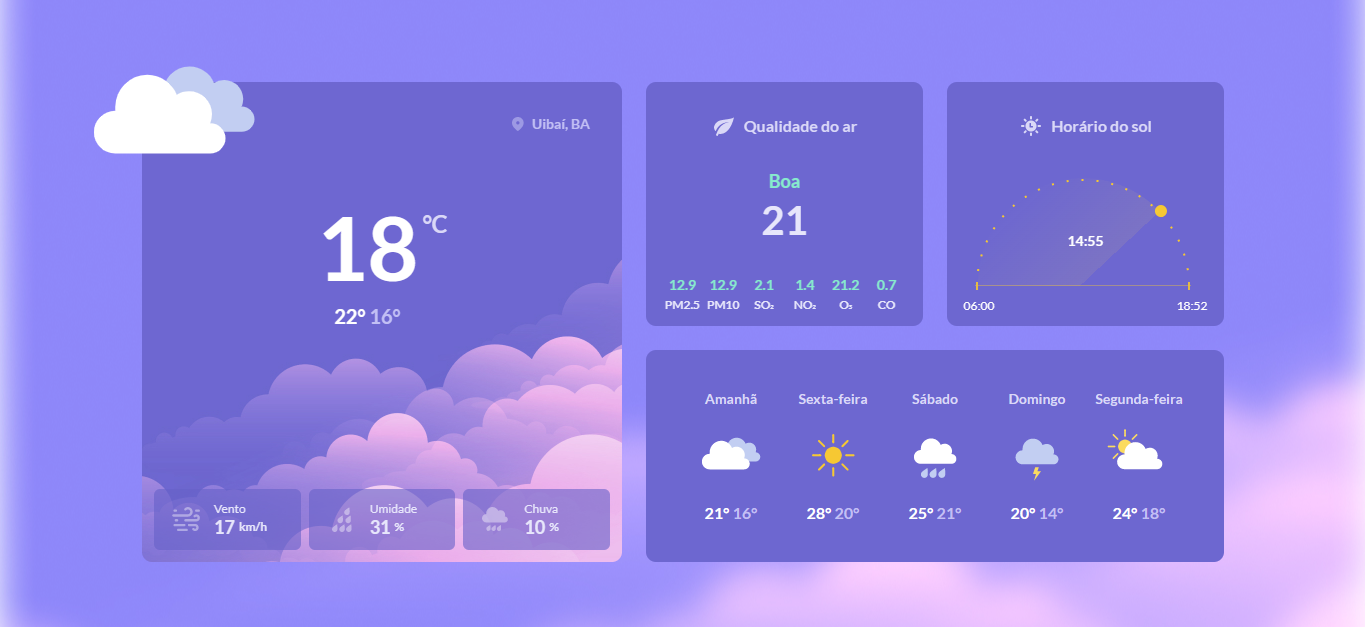 Uibaí, BA
18 °C
22° 16°
Vento
17 km/h
Umidade
31 %
Chuva
10 %
Qualidade do ar
Boa
21
12.9 12.9 2.1 1.4 21.2 0.7
PM2.5 PM10 SO₂ NO₂ O₃ CO
Horário do sol
14:55
06:00 18:52
Amanhã Sexta-feira Sábado Domingo Segunda-feira
21° 16° 28° 20° 25° 21° 20° 14° 24° 18°